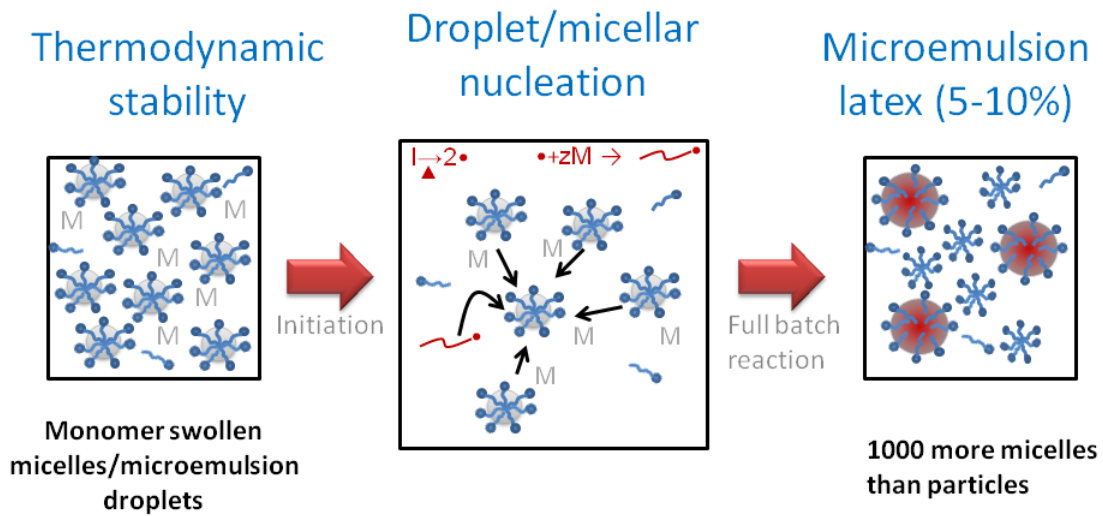 Thermodynamic
stability
Droplet/micellar
nucleation
Microemulsion
latex (5-10%)
M
M
M
M
M
Initiation
I→2•
•+zM →
M
M
M
M
M
Full batch
reaction
Monomer swollen
micelles/microemulsion
droplets
1000 more micelles
than particles